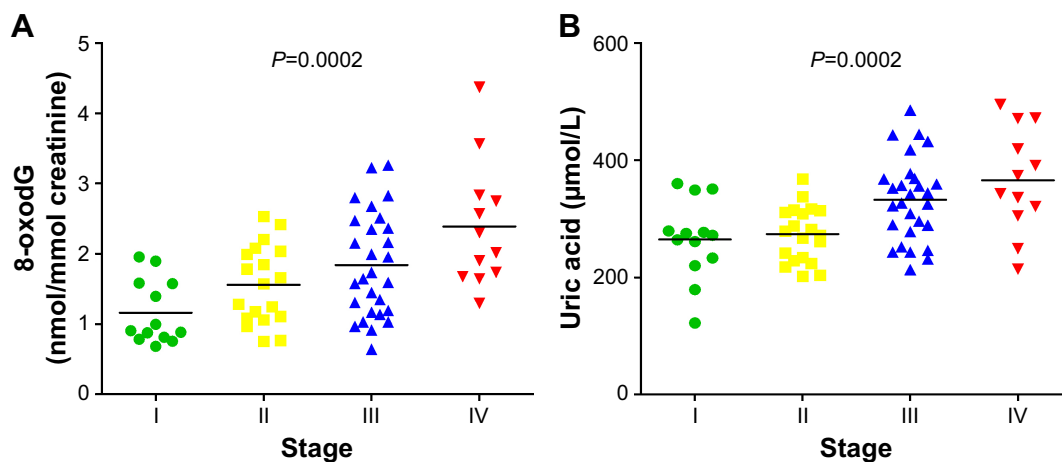 A
P=0.0002
8-oxodG
(nmol/mmol creatinine)
5
4
3
2
1
0
I
II
III
IV
Stage
B
P=0.0002
Uric acid (µmol/L)
600
400
200
0
I
II
III
IV
Stage